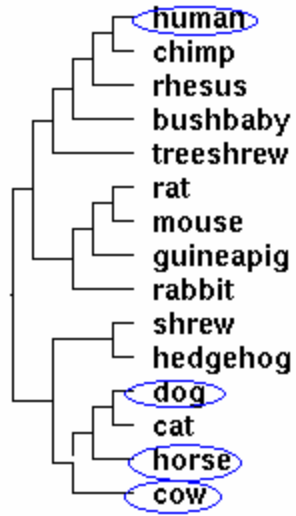 human
chimp
rhesus
bushbaby
treeshrew
rat
mouse
guineapig
rabbit
shrew
hedgehog
dog
cat
horse
cow